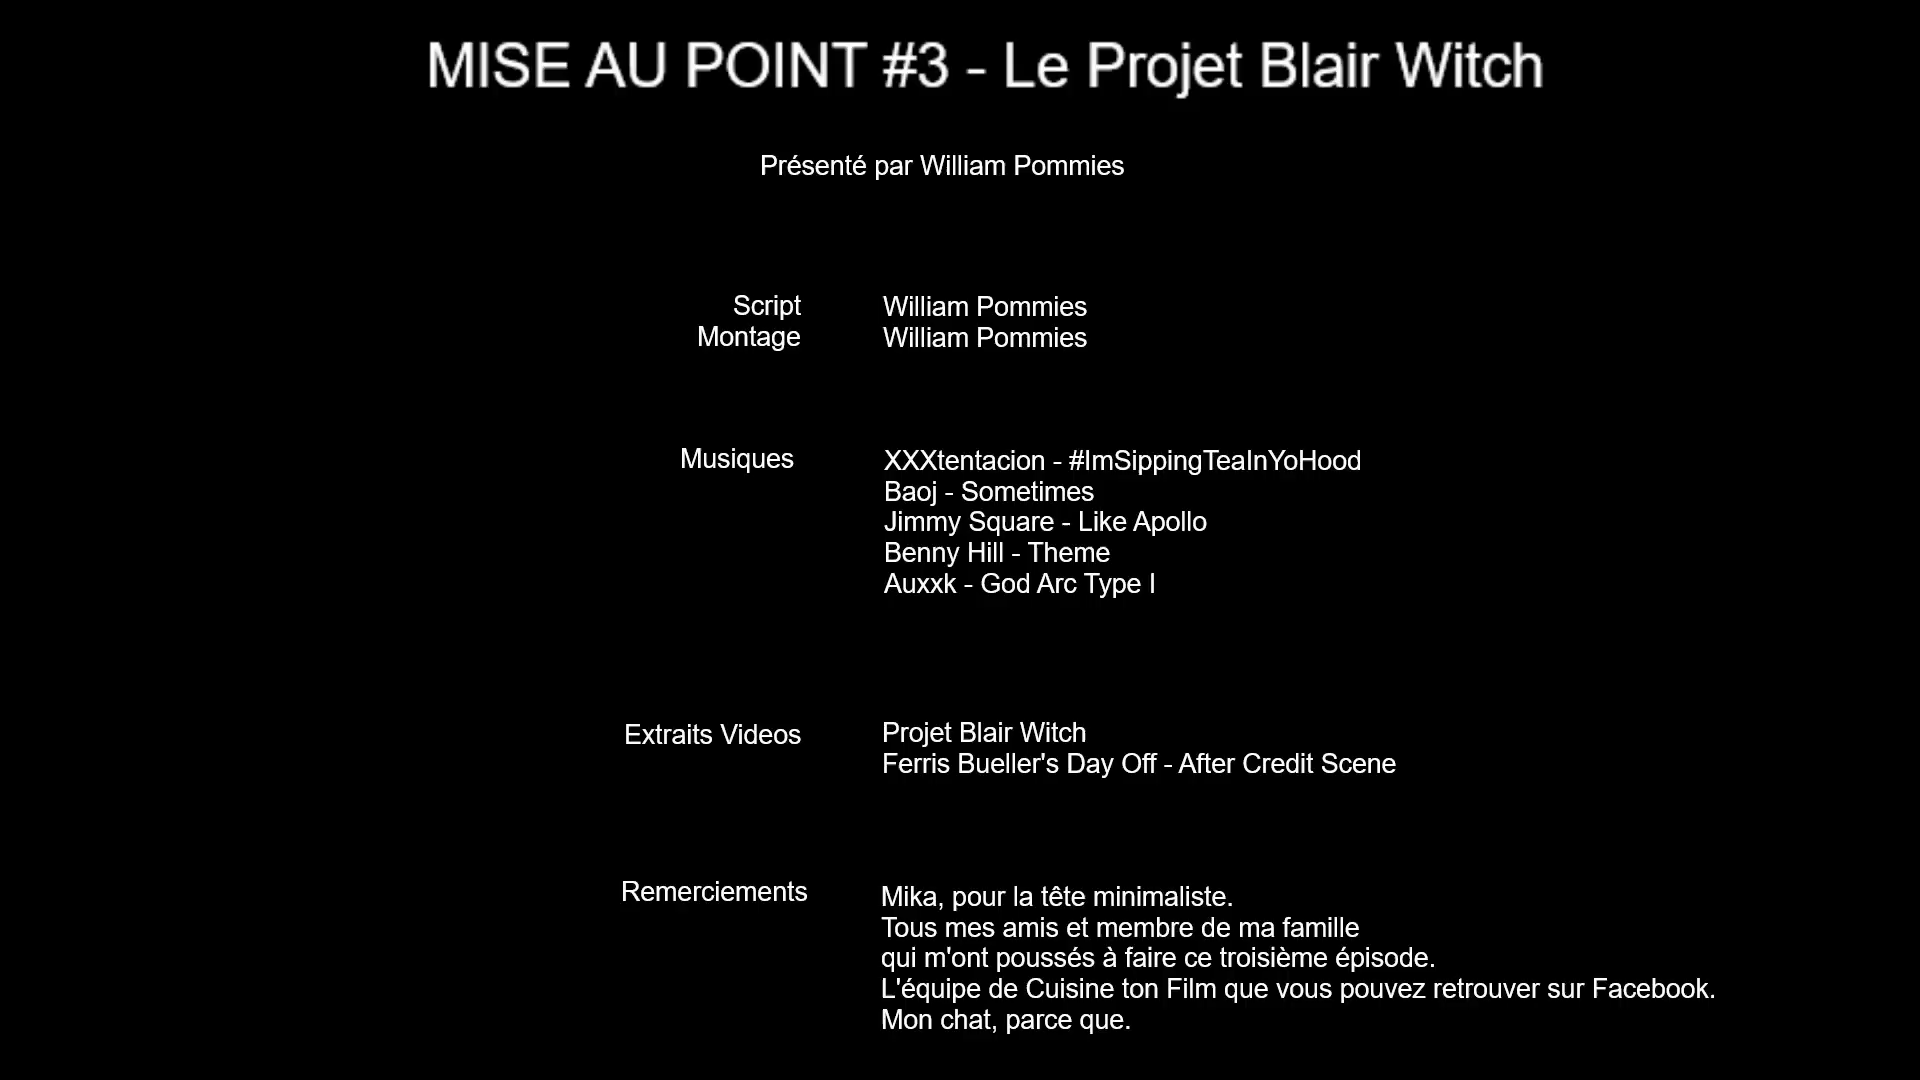 MISE AU POINT #3 - Le Projet Blair Witch
Présenté par William Pommies
Script William Pommies
Montage William Pommies
Musiques XXXtentacion - #ImSippingTeaInYoHood
Baoj - Sometimes
Jimmy Square - Like Apollo
Benny Hill - Theme
Auxxk - God Arc Type I
Extraits Videos Projet Blair Witch
Ferris Bueller's Day Off - After Credit Scene
Remerciements Mika, pour la tête minimaliste.
Tous mes amis et membre de ma famille
qui m'ont poussés à faire ce troisième épisode.
L'équipe de Cuisine ton Film que vous pouvez retrouver sur Facebook.
Mon chat, parce que.